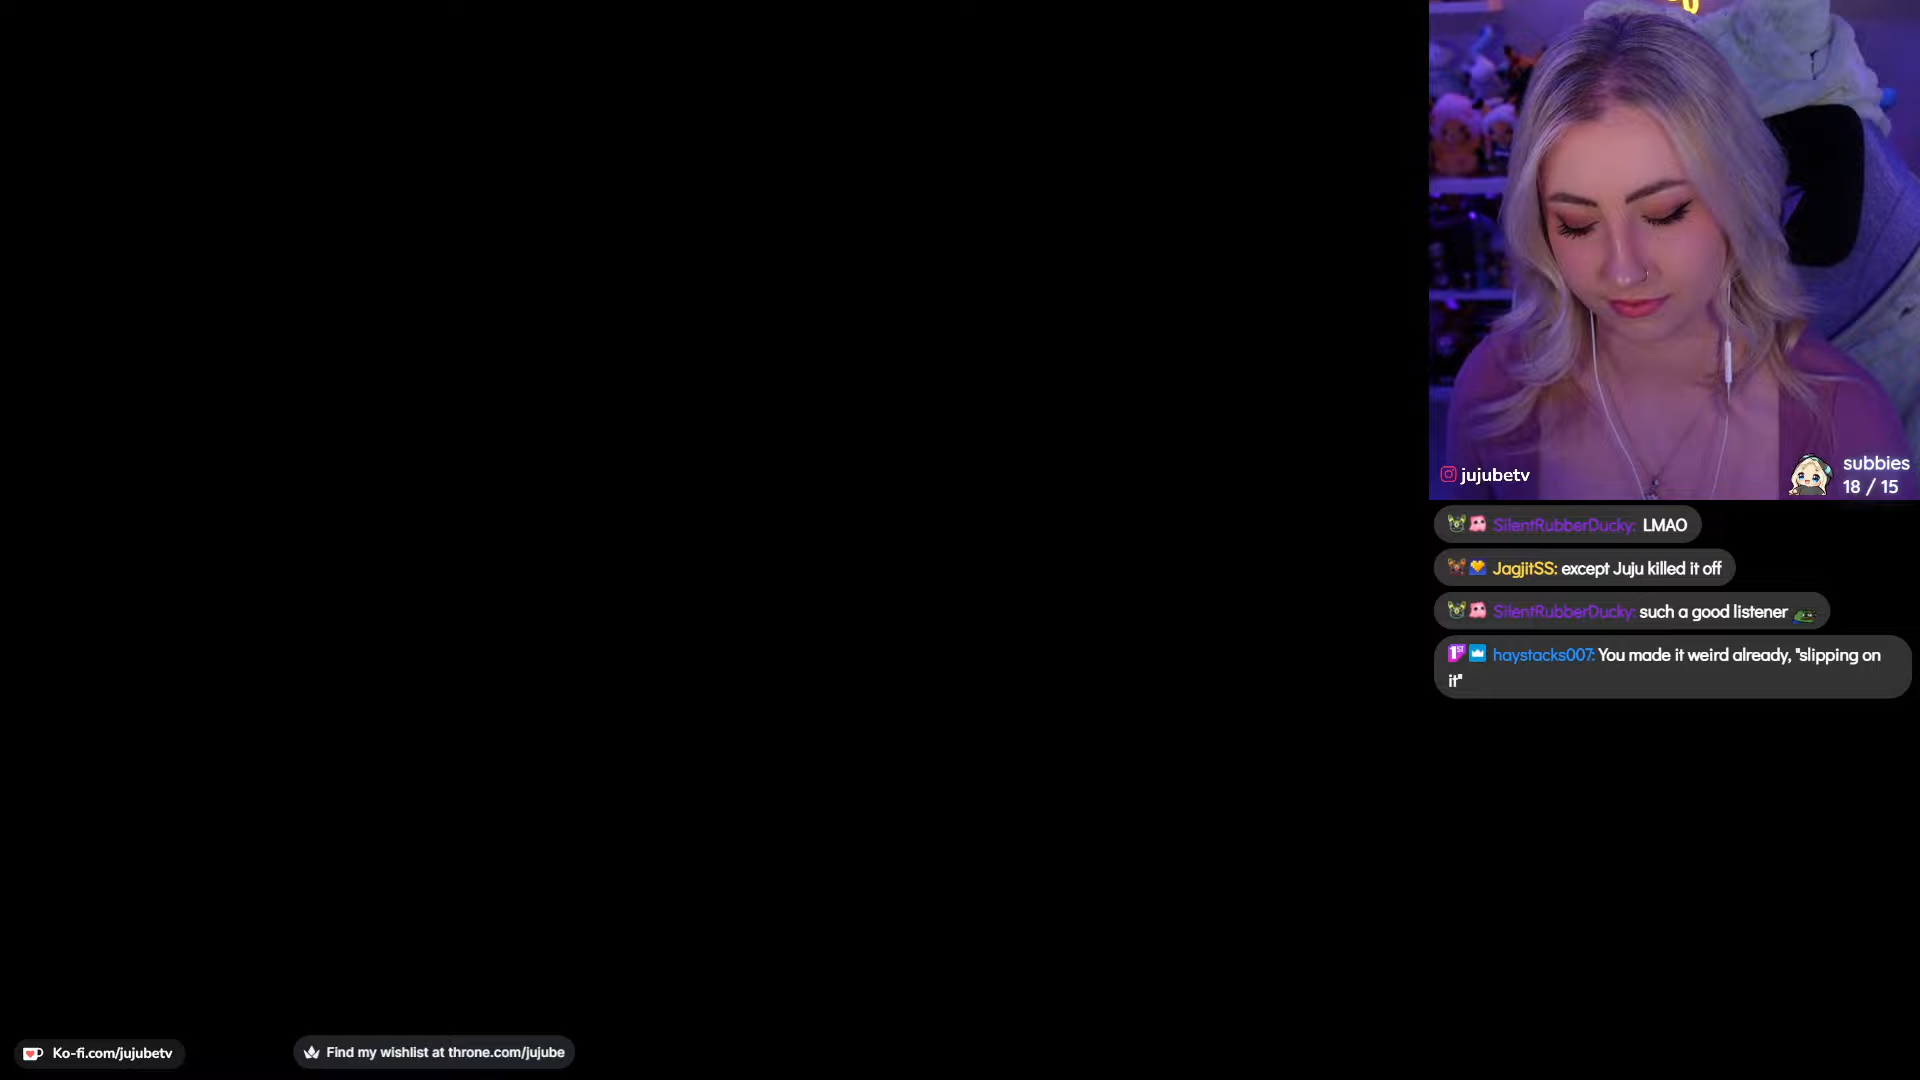 jujubetv
subbies
18 / 15
SilentRubberDucky: LMAO
JagjitSS: except Juju killed it off
SilentRubberDucky: such a good listener
1ST haystacks007: You made it weird already, "slipping on
it"
Ko-fi.com/jujubetv
Find my wishlist at throne.com/jujube